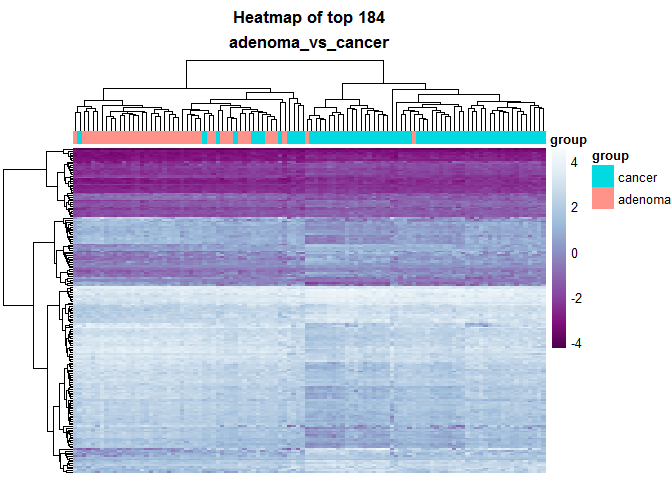 Heatmap of top 184
adenoma_vs_cancer
group
group
cancer
adenoma
4
2
0
-2
-4